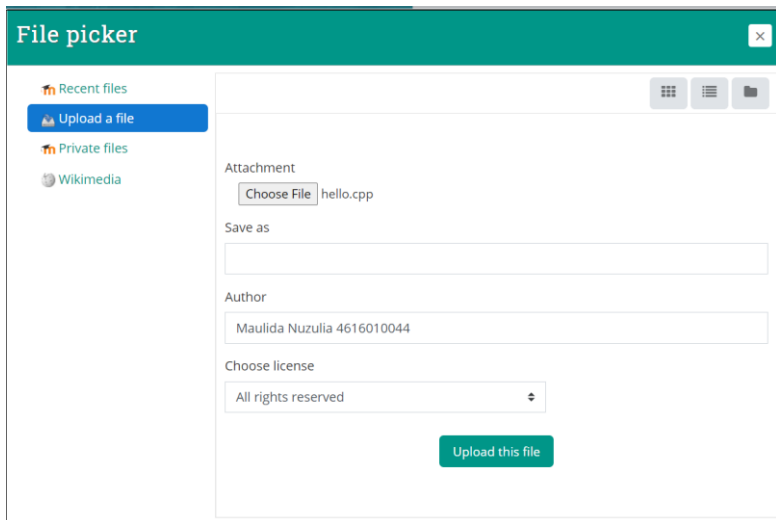 File picker
Recent files
Upload a file
Private files
Wikimedia
Attachment
Choose File hello.cpp
Save as
Author
Maulida Nuzulia 4616010044
Choose license
All rights reserved
Upload this file